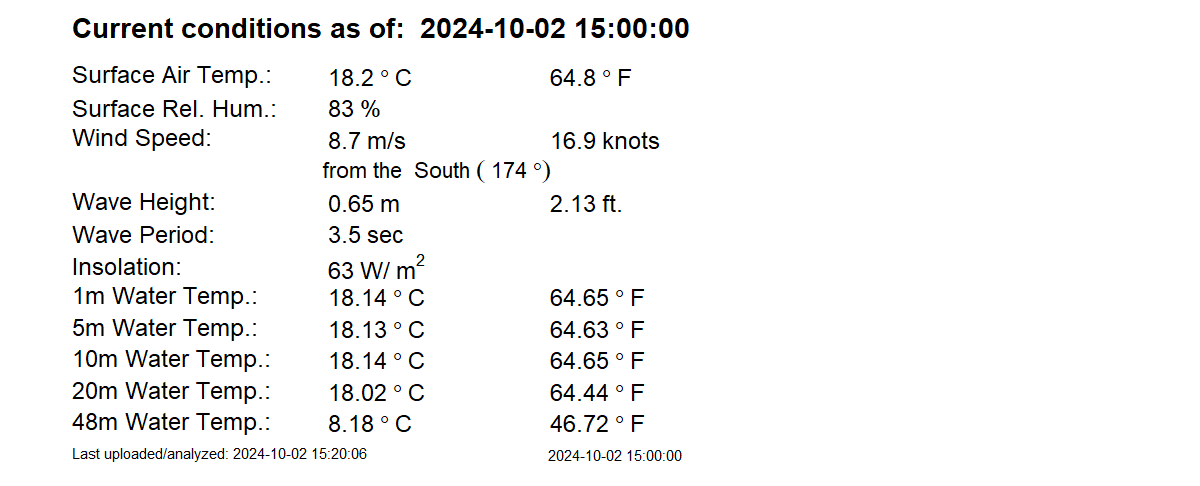 Current conditions as of:  2024-10-02 15:00:00
Surface Air Temp.: 18.2 ° C 64.8 ° F
Surface Rel. Hum.: 83 %
Wind Speed: 8.7 m/s 16.9 knots
from the  South ( 174 °)
Wave Height: 0.65 m 2.13 ft.
Wave Period: 3.5 sec
Insolation: 63 W/ m²
1m Water Temp.: 18.14 ° C 64.65 ° F
5m Water Temp.: 18.13 ° C 64.63 ° F
10m Water Temp.: 18.14 ° C 64.65 ° F
20m Water Temp.: 18.02 ° C 64.44 ° F
48m Water Temp.: 8.18 ° C 46.72 ° F
Last uploaded/analyzed: 2024-10-02 15:20:06 2024-10-02 15:00:00